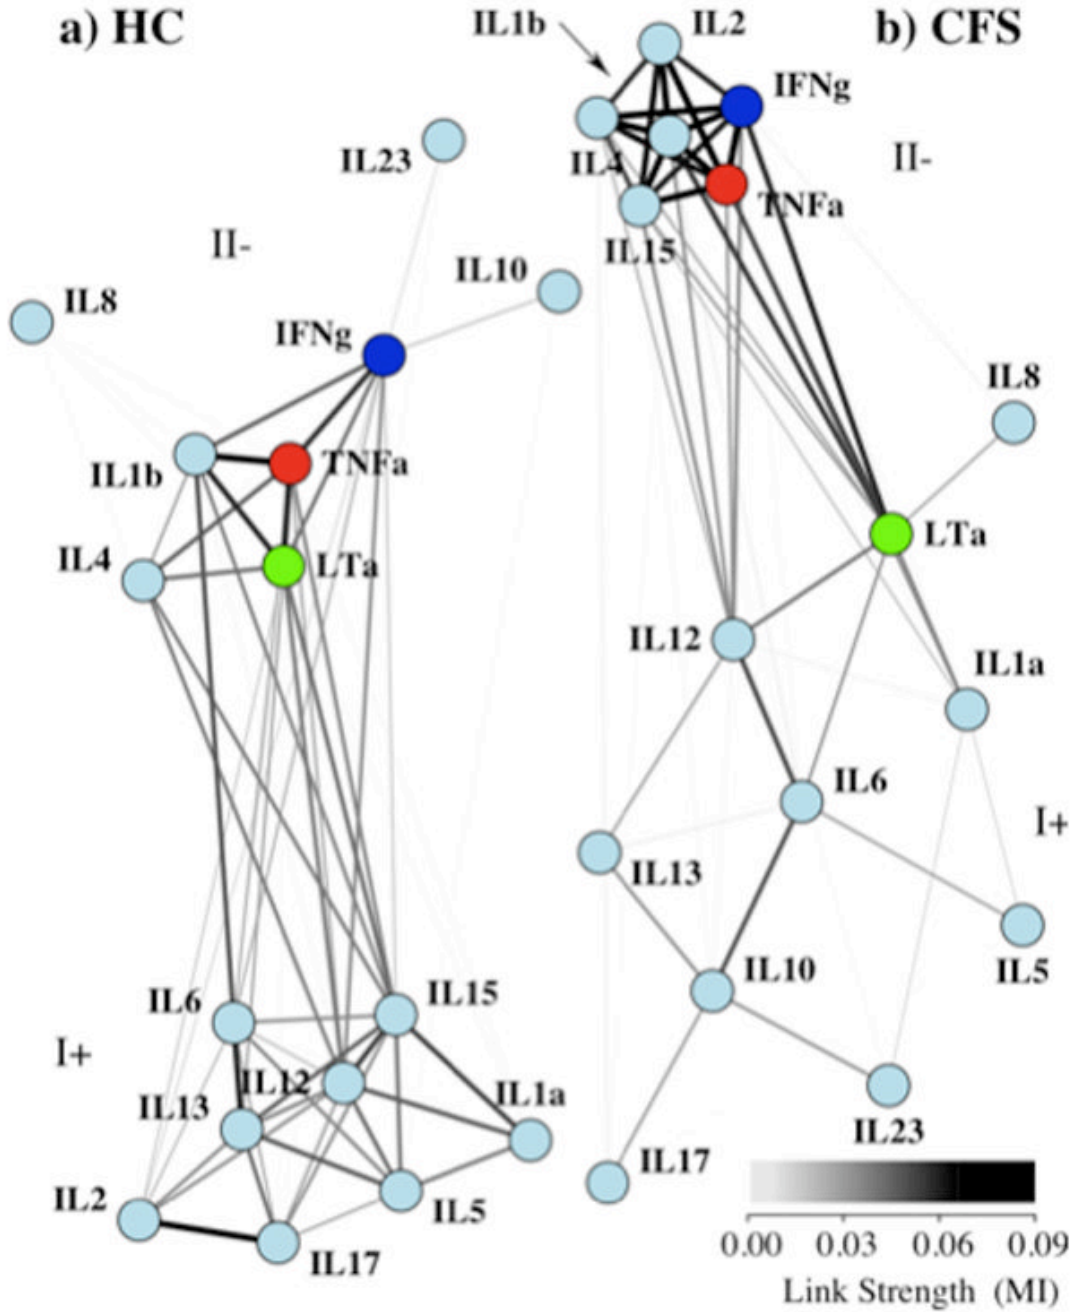 a) HC
IL23
II-
IL10
IL8
IFNg
IL1b
TNFa
IL4
LTa
IL6
IL15
I+
IL12
IL13
IL1a
IL2
IL5
IL17
b) CFS
IL1b
IL2
IFNg
II-
IL4
TNFa
IL15
IL8
LTa
IL12
IL1a
IL6
I+
IL13
IL10
IL5
IL23
IL17
0.00 0.03 0.06 0.09
Link Strength (MI)